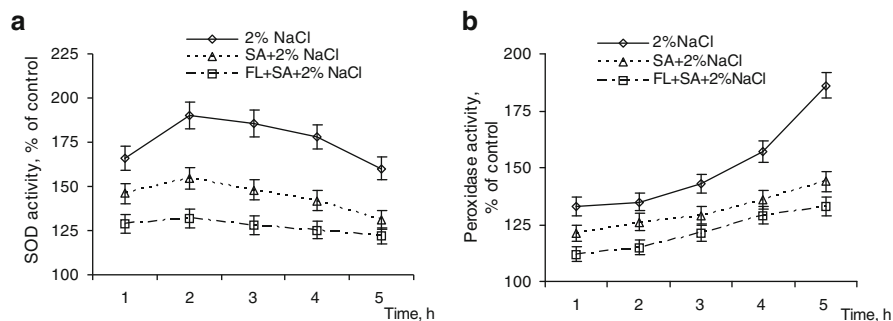 a
2% NaCl
SA+2% NaCl
FL+SA+2% NaCl
SOD activity, % of control
225
200
175
150
125
100
1 2 3 4 5
Time, h
b
2%NaCl
SA+2%NaCl
FL+SA+2%NaCl
Peroxidase activity,
% of control
200
175
150
125
100
1 2 3 4 5
Time, h